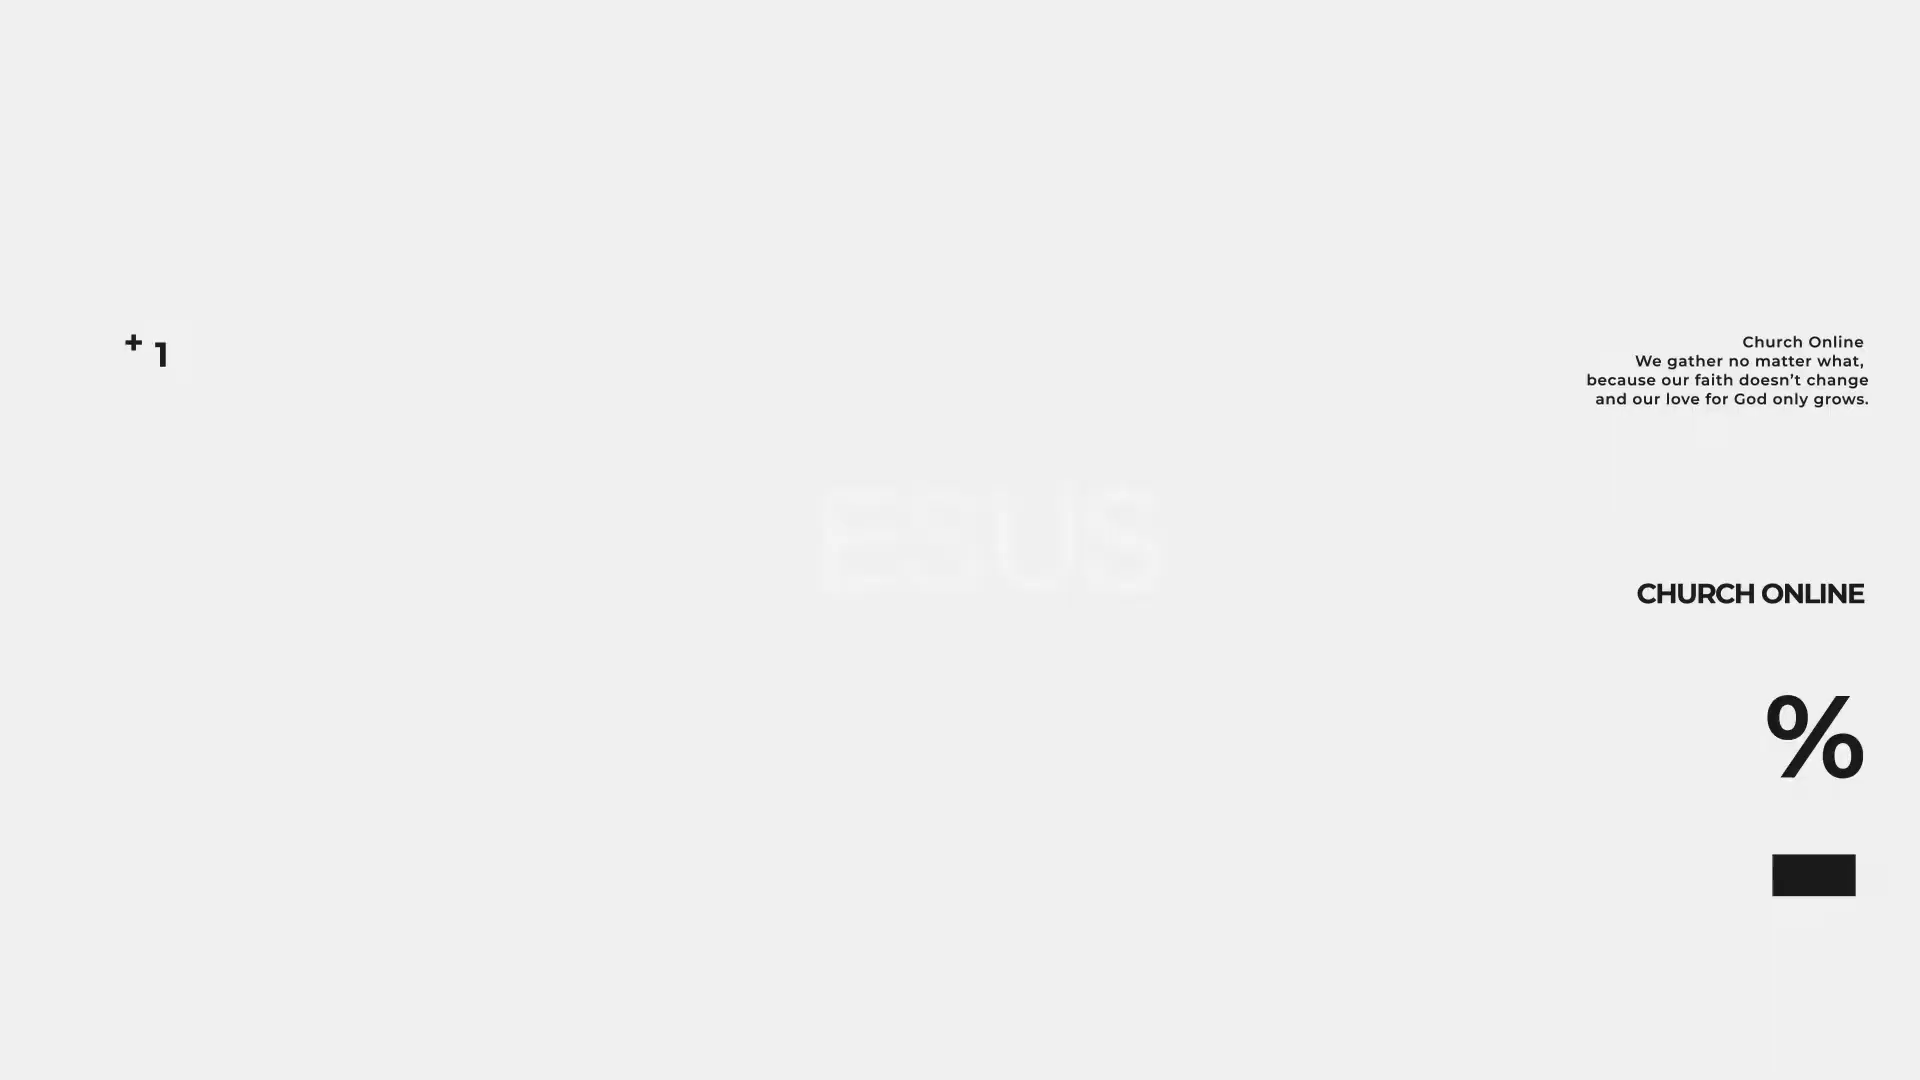 + 1
Church Online
We gather no matter what,
because our faith doesn’t change
and our love for God only grows.
ESUS
CHURCH ONLINE
%